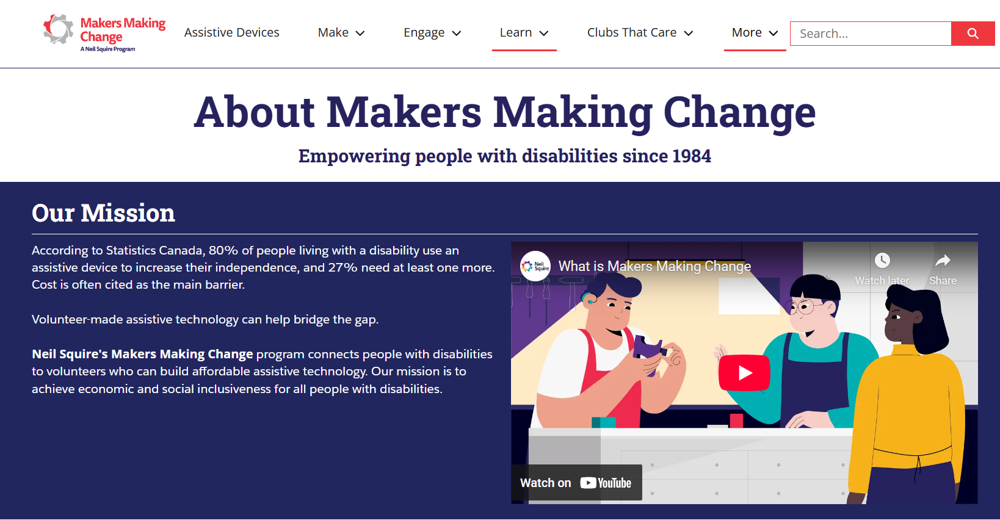 Makers Making
Change
A Neil Squire Program
Assistive Devices
Make
Engage
Learn
Clubs That Care
More
Search...
About Makers Making Change
Empowering people with disabilities since 1984
Our Mission
According to Statistics Canada, 80% of people living with a disability use an
assistive device to increase their independence, and 27% need at least one more.
Cost is often cited as the main barrier.
Volunteer-made assistive technology can help bridge the gap.
Neil Squire's Makers Making Change program connects people with disabilities
to volunteers who can build affordable assistive technology. Our mission is to
achieve economic and social inclusiveness for all people with disabilities.
Neil
Squire
What is Makers Making Change
Watch later
Share
Watch on YouTube